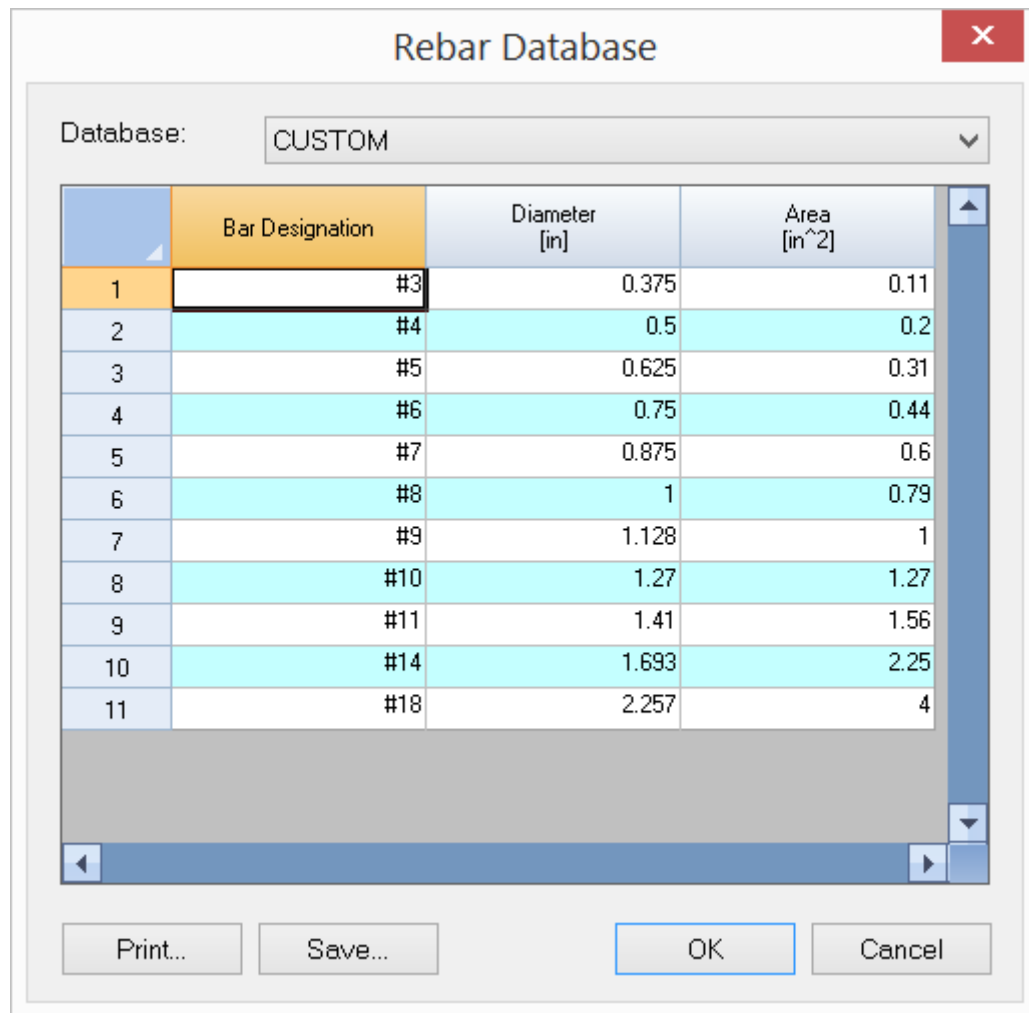 Rebar Database
Database: CUSTOM
Bar Designation Diameter [in] Area [in^2]
1 #3 0.375 0.11
2 #4 0.5 0.2
3 #5 0.625 0.31
4 #6 0.75 0.44
5 #7 0.875 0.6
6 #8 1 0.79
7 #9 1.128 1
8 #10 1.27 1.27
9 #11 1.41 1.56
10 #14 1.693 2.25
11 #18 2.257 4
Print... Save... OK Cancel